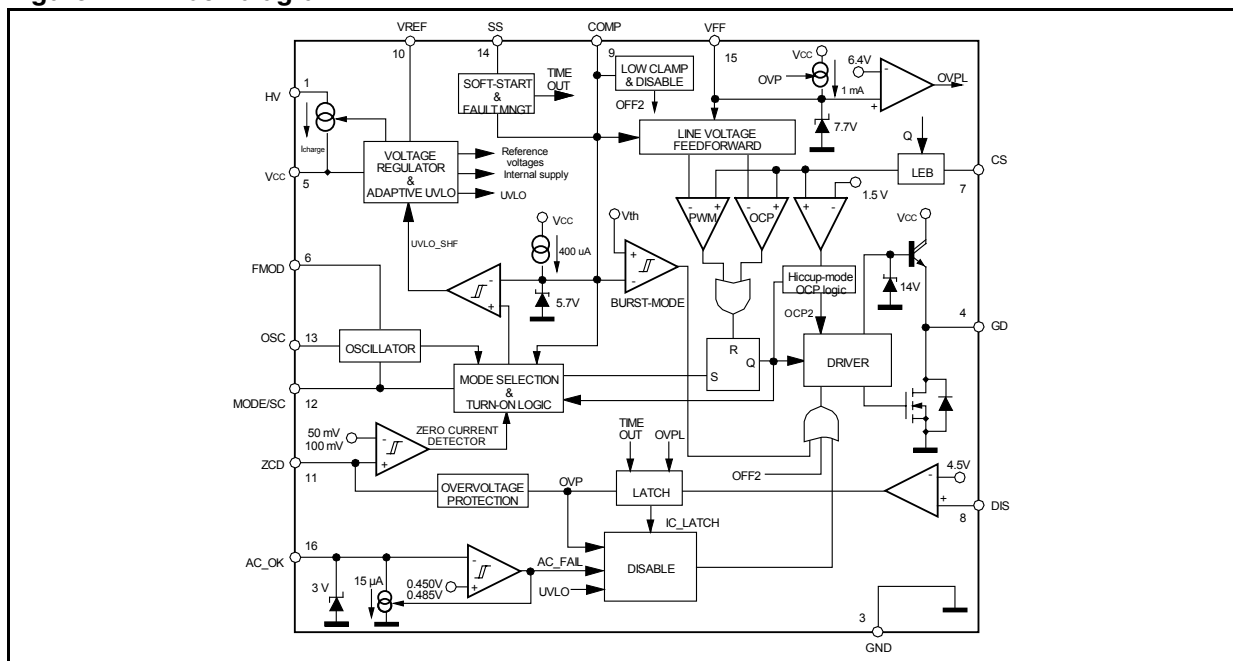 VREF
SS
COMP
VFF
10
14
9
15
1
HV
Icharge
VCC
5
SOFT-START
&
FAULT MNGT
TIME
OUT
LOW CLAMP
& DISABLE
OFF2
VCC
OVP
1 mA
6.4V
-
+
OVPL
7.7V
LINE VOLTAGE
FEEDFORWARD
VOLTAGE
REGULATOR
&
ADAPTIVE UVLO
Reference
voltages
Internal supply
UVLO
Q
LEB
CS
7
- +
PWM
- +
OCP
+ -
1.5 V
UVLO_SHF
VCC
400 uA
Vth
+
-
BURST-MODE
-
+
5.7V
Hiccup-mode
OCP logic
OCP2
VCC
14V
6
FMOD
4
GD
OSC
13
OSCILLATOR
R
S
Q
DRIVER
MODE SELECTION
&
TURN-ON LOGIC
MODE/SC
12
50 mV
100 mV
-
+
ZERO CURRENT
DETECTOR
ZCD
11
TIME
OUT
OVPL
OFF2
4.5V
-
+
OVERVOLTAGE
PROTECTION
OVP
LATCH
8
DIS
IC_LATCH
16
AC_OK
3 V
15 µA
0.450V
0.485V
-
+
AC_FAIL
UVLO
DISABLE
3
GND